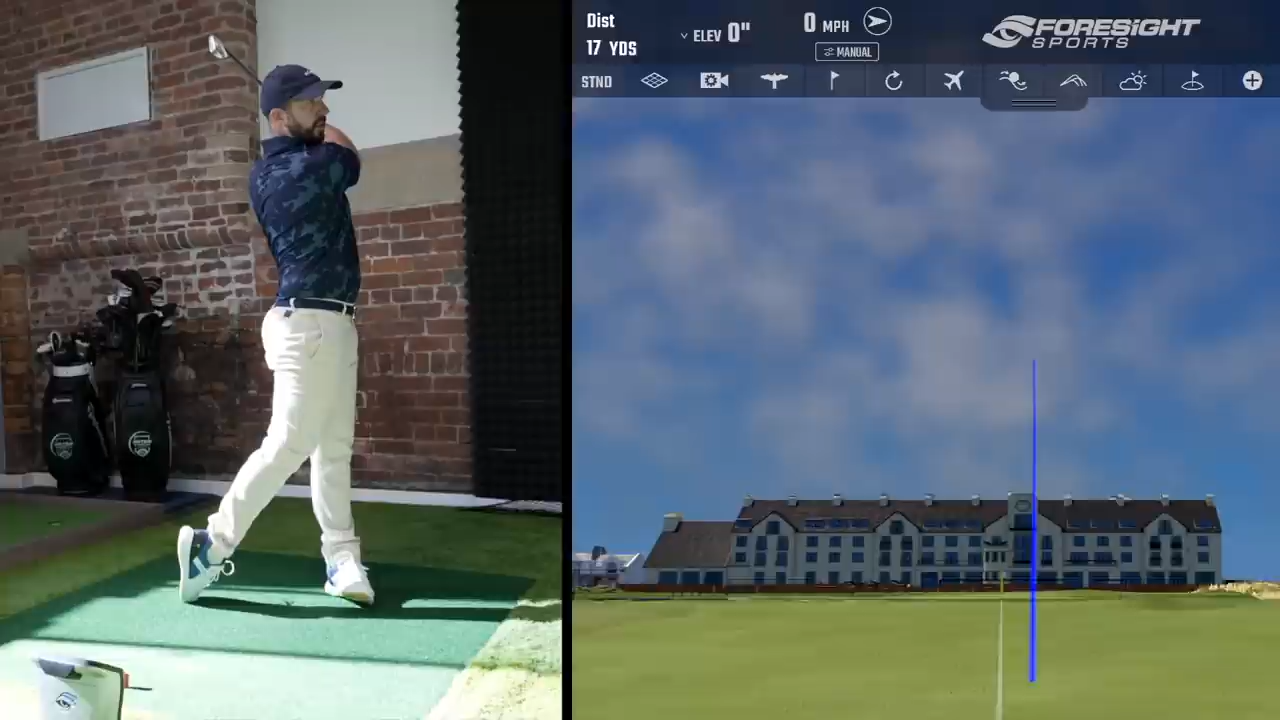 Dist
17 YDS
ELEV 0"
0 MPH
MANUAL
FORESIGHT
SPORTS
STND